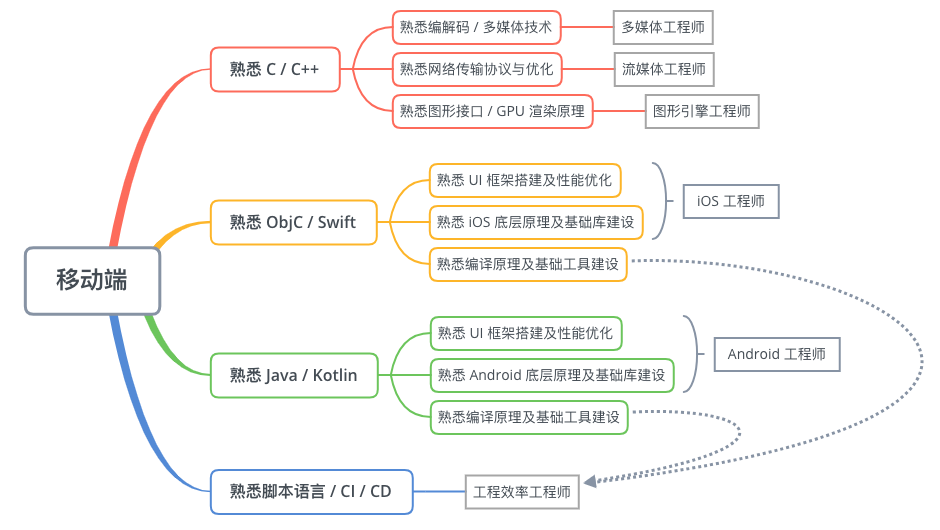 移动端
熟悉 C / C++
熟悉编解码 / 多媒体技术
多媒体工程师
熟悉网络传输协议与优化
流媒体工程师
熟悉图形接口 / GPU 渲染原理
图形引擎工程师
熟悉 ObjC / Swift
熟悉 UI 框架搭建及性能优化
熟悉 iOS 底层原理及基础库建设
iOS 工程师
熟悉编译原理及基础工具建设
熟悉 Java / Kotlin
熟悉 UI 框架搭建及性能优化
熟悉 Android 底层原理及基础库建设
Android 工程师
熟悉编译原理及基础工具建设
熟悉脚本语言 / CI / CD
工程效率工程师